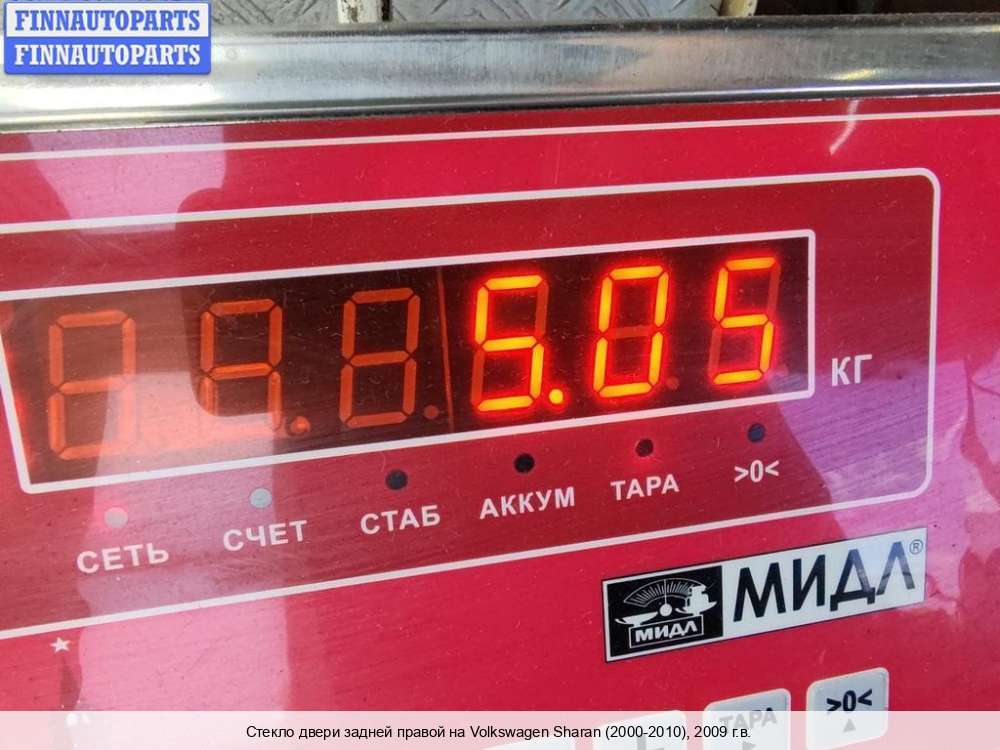 FINNAUTOPARTS
FINNAUTOPARTS
5.05
КГ
СЕТЬ СЧЕТ СТАБ АККУМ ТАРА >0<
МИДЛ МИДЛ®
ТАРА >0<
Стекло двери задней правой на Volkswagen Sharan (2000-2010), 2009 г.в.